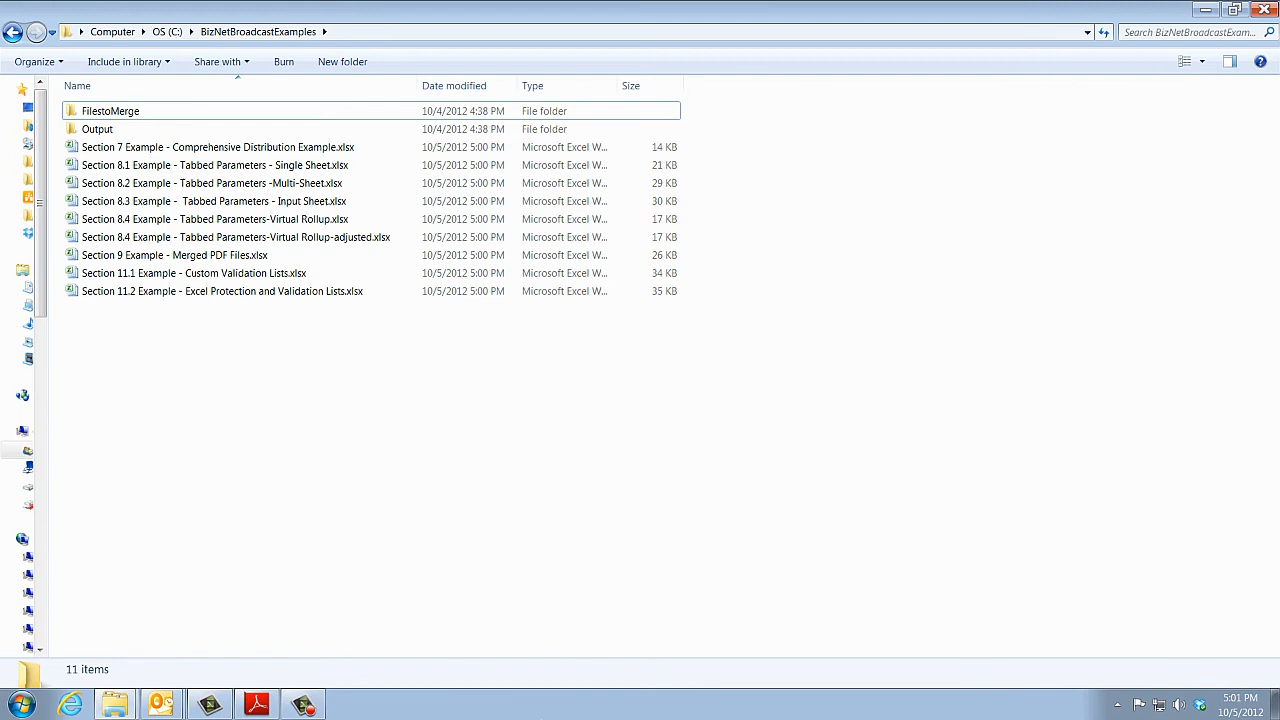 Computer OS (C:) BizNetBroadcastExamples Search BizNetBroadcastExam...
Organize Include in library Share with Burn New folder
Name Date modified Type Size
FilestoMerge 10/4/2012 4:38 PM File folder
Output 10/4/2012 4:38 PM File folder
Section 7 Example - Comprehensive Distribution Example.xlsx 10/5/2012 5:00 PM Microsoft Excel W... 14 KB
Section 8.1 Example - Tabbed Parameters - Single Sheet.xlsx 10/5/2012 5:00 PM Microsoft Excel W... 21 KB
Section 8.2 Example - Tabbed Parameters -Multi-Sheet.xlsx 10/5/2012 5:00 PM Microsoft Excel W... 29 KB
Section 8.3 Example -  Tabbed Parameters - Input Sheet.xlsx 10/5/2012 5:00 PM Microsoft Excel W... 30 KB
Section 8.4 Example - Tabbed Parameters-Virtual Rollup.xlsx 10/5/2012 5:00 PM Microsoft Excel W... 17 KB
Section 8.4 Example - Tabbed Parameters-Virtual Rollup-adjusted.xlsx 10/5/2012 5:00 PM Microsoft Excel W... 17 KB
Section 9 Example - Merged PDF Files.xlsx 10/5/2012 5:00 PM Microsoft Excel W... 26 KB
Section 11.1 Example - Custom Validation Lists.xlsx 10/5/2012 5:00 PM Microsoft Excel W... 34 KB
Section 11.2 Example - Excel Protection and Validation Lists.xlsx 10/5/2012 5:00 PM Microsoft Excel W... 35 KB
11 items
5:01 PM
10/5/2012